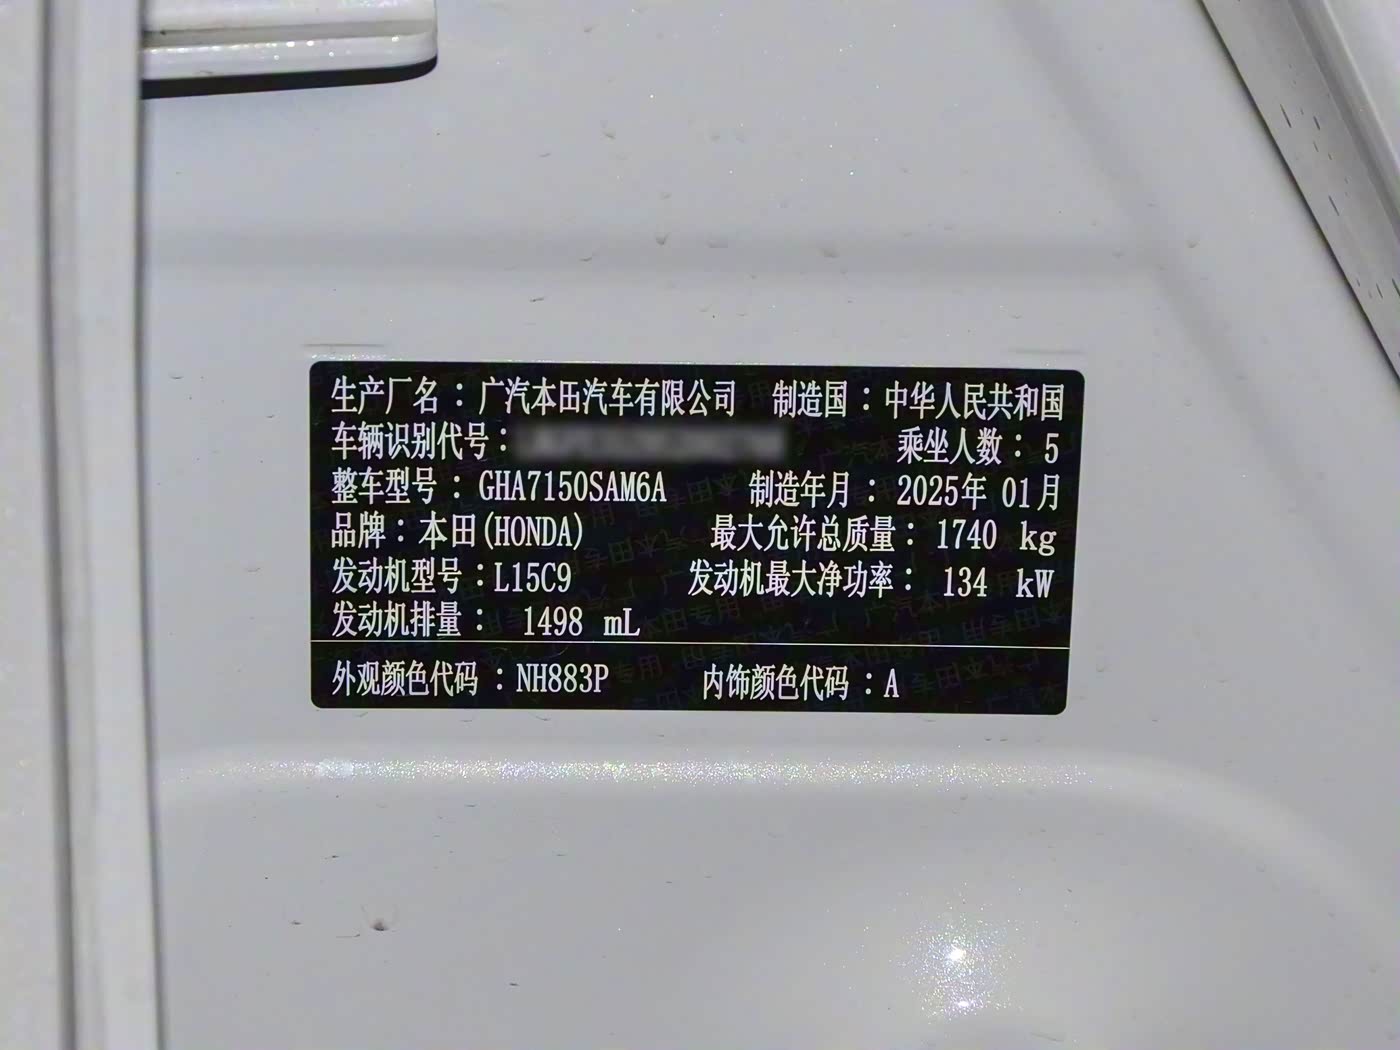 生产厂名：广汽本田汽车有限公司 制造国：中华人民共和国
车辆识别代号： 乘坐人数：5
整车型号：GHA7150SAM6A 制造年月：2025年 01月
品牌：本田(HONDA) 最大允许总质量：1740 kg
发动机型号：L15C9 发动机最大净功率：134 kW
发动机排量：1498 mL
外观颜色代码：NH883P 内饰颜色代码：A